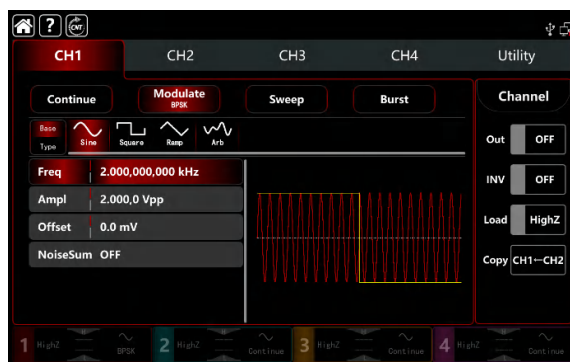 ? CNT
CH1 CH2 CH3 CH4 Utility
Continue Modulate Sweep Burst Channel
BPSK
Base
Type Sine Square Ramp Arb
Out OFF
Freq 2.000,000,000 kHz
INV OFF
Ampl 2.000,0 Vpp
Offset 0.0 mV
Load HighZ
NoiseSum OFF
Copy CH1←CH2
1 HighZ BPSK 2 HighZ Continue 3 HighZ Continue 4 HighZ Continue